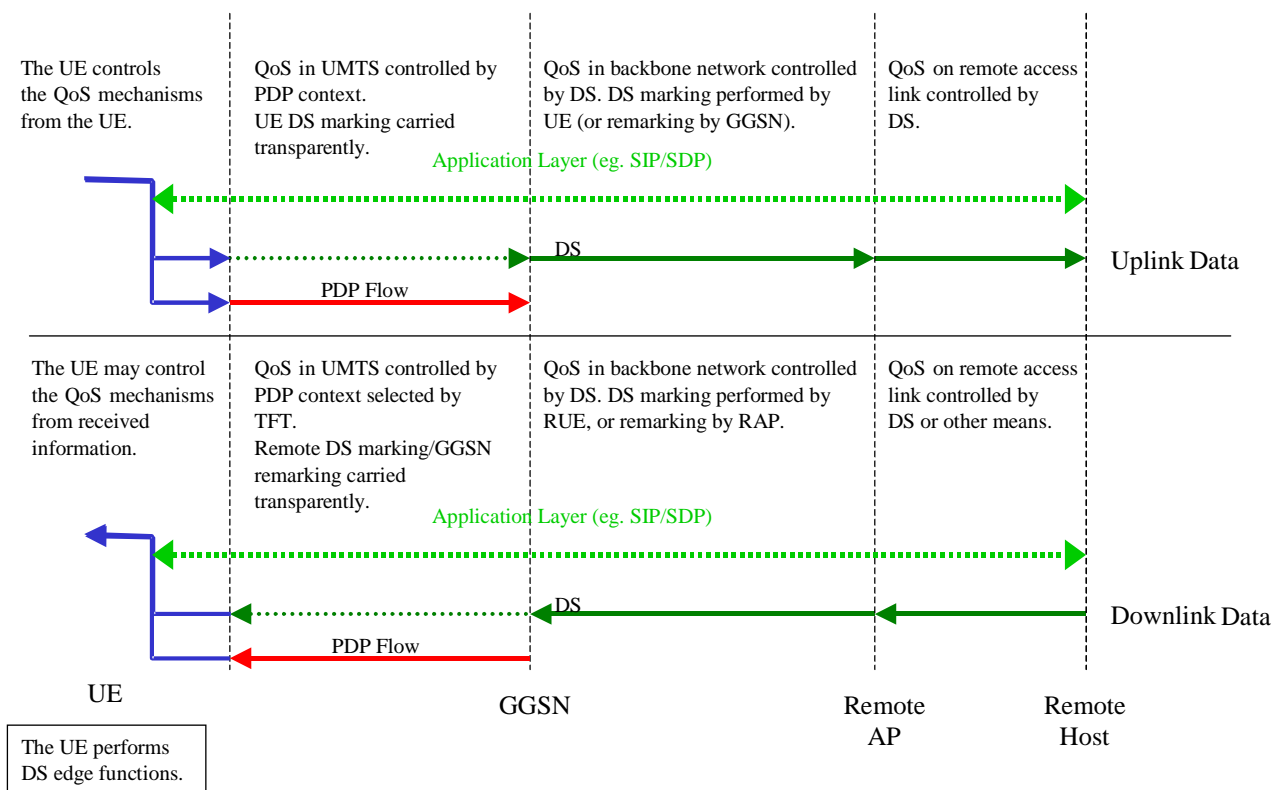 The UE controls
the QoS mechanisms
from the UE.
QoS in UMTS controlled by
PDP context.
UE DS marking carried
transparently.
QoS in backbone network controlled
by DS. DS marking performed by
UE (or remarking by GGSN).
QoS on remote access
link controlled by
DS.
Application Layer (eg. SIP/SDP)
DS
Uplink Data
PDP Flow
The UE may control
the QoS mechanisms
from received
information.
QoS in UMTS controlled by
PDP context selected by
TFT.
Remote DS marking/GGSN
remarking carried
transparently.
QoS in backbone network controlled
by DS. DS marking performed by
RUE, or remarking by RAP.
QoS on remote access
link controlled by
DS or other means.
Application Layer (eg. SIP/SDP)
DS
Downlink Data
PDP Flow
UE
GGSN
Remote
AP
Remote
Host
The UE performs
DS edge functions.